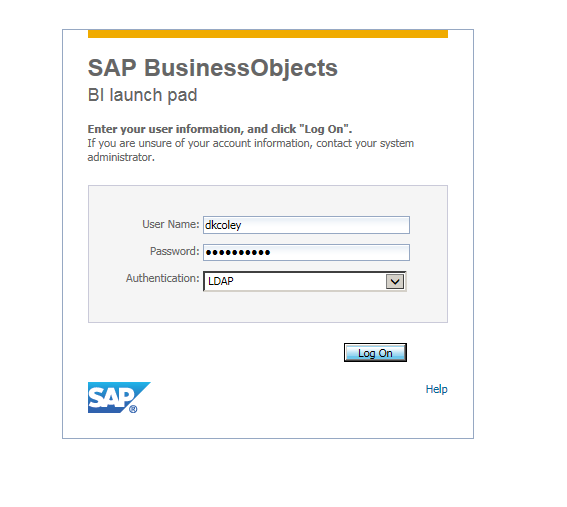 SAP BusinessObjects
BI launch pad
Enter your user information, and click "Log On".
If you are unsure of your account information, contact your system
administrator.
User Name: dkcoley
Password: ●●●●●●●●●●
Authentication: LDAP
Log On
SAP®
Help